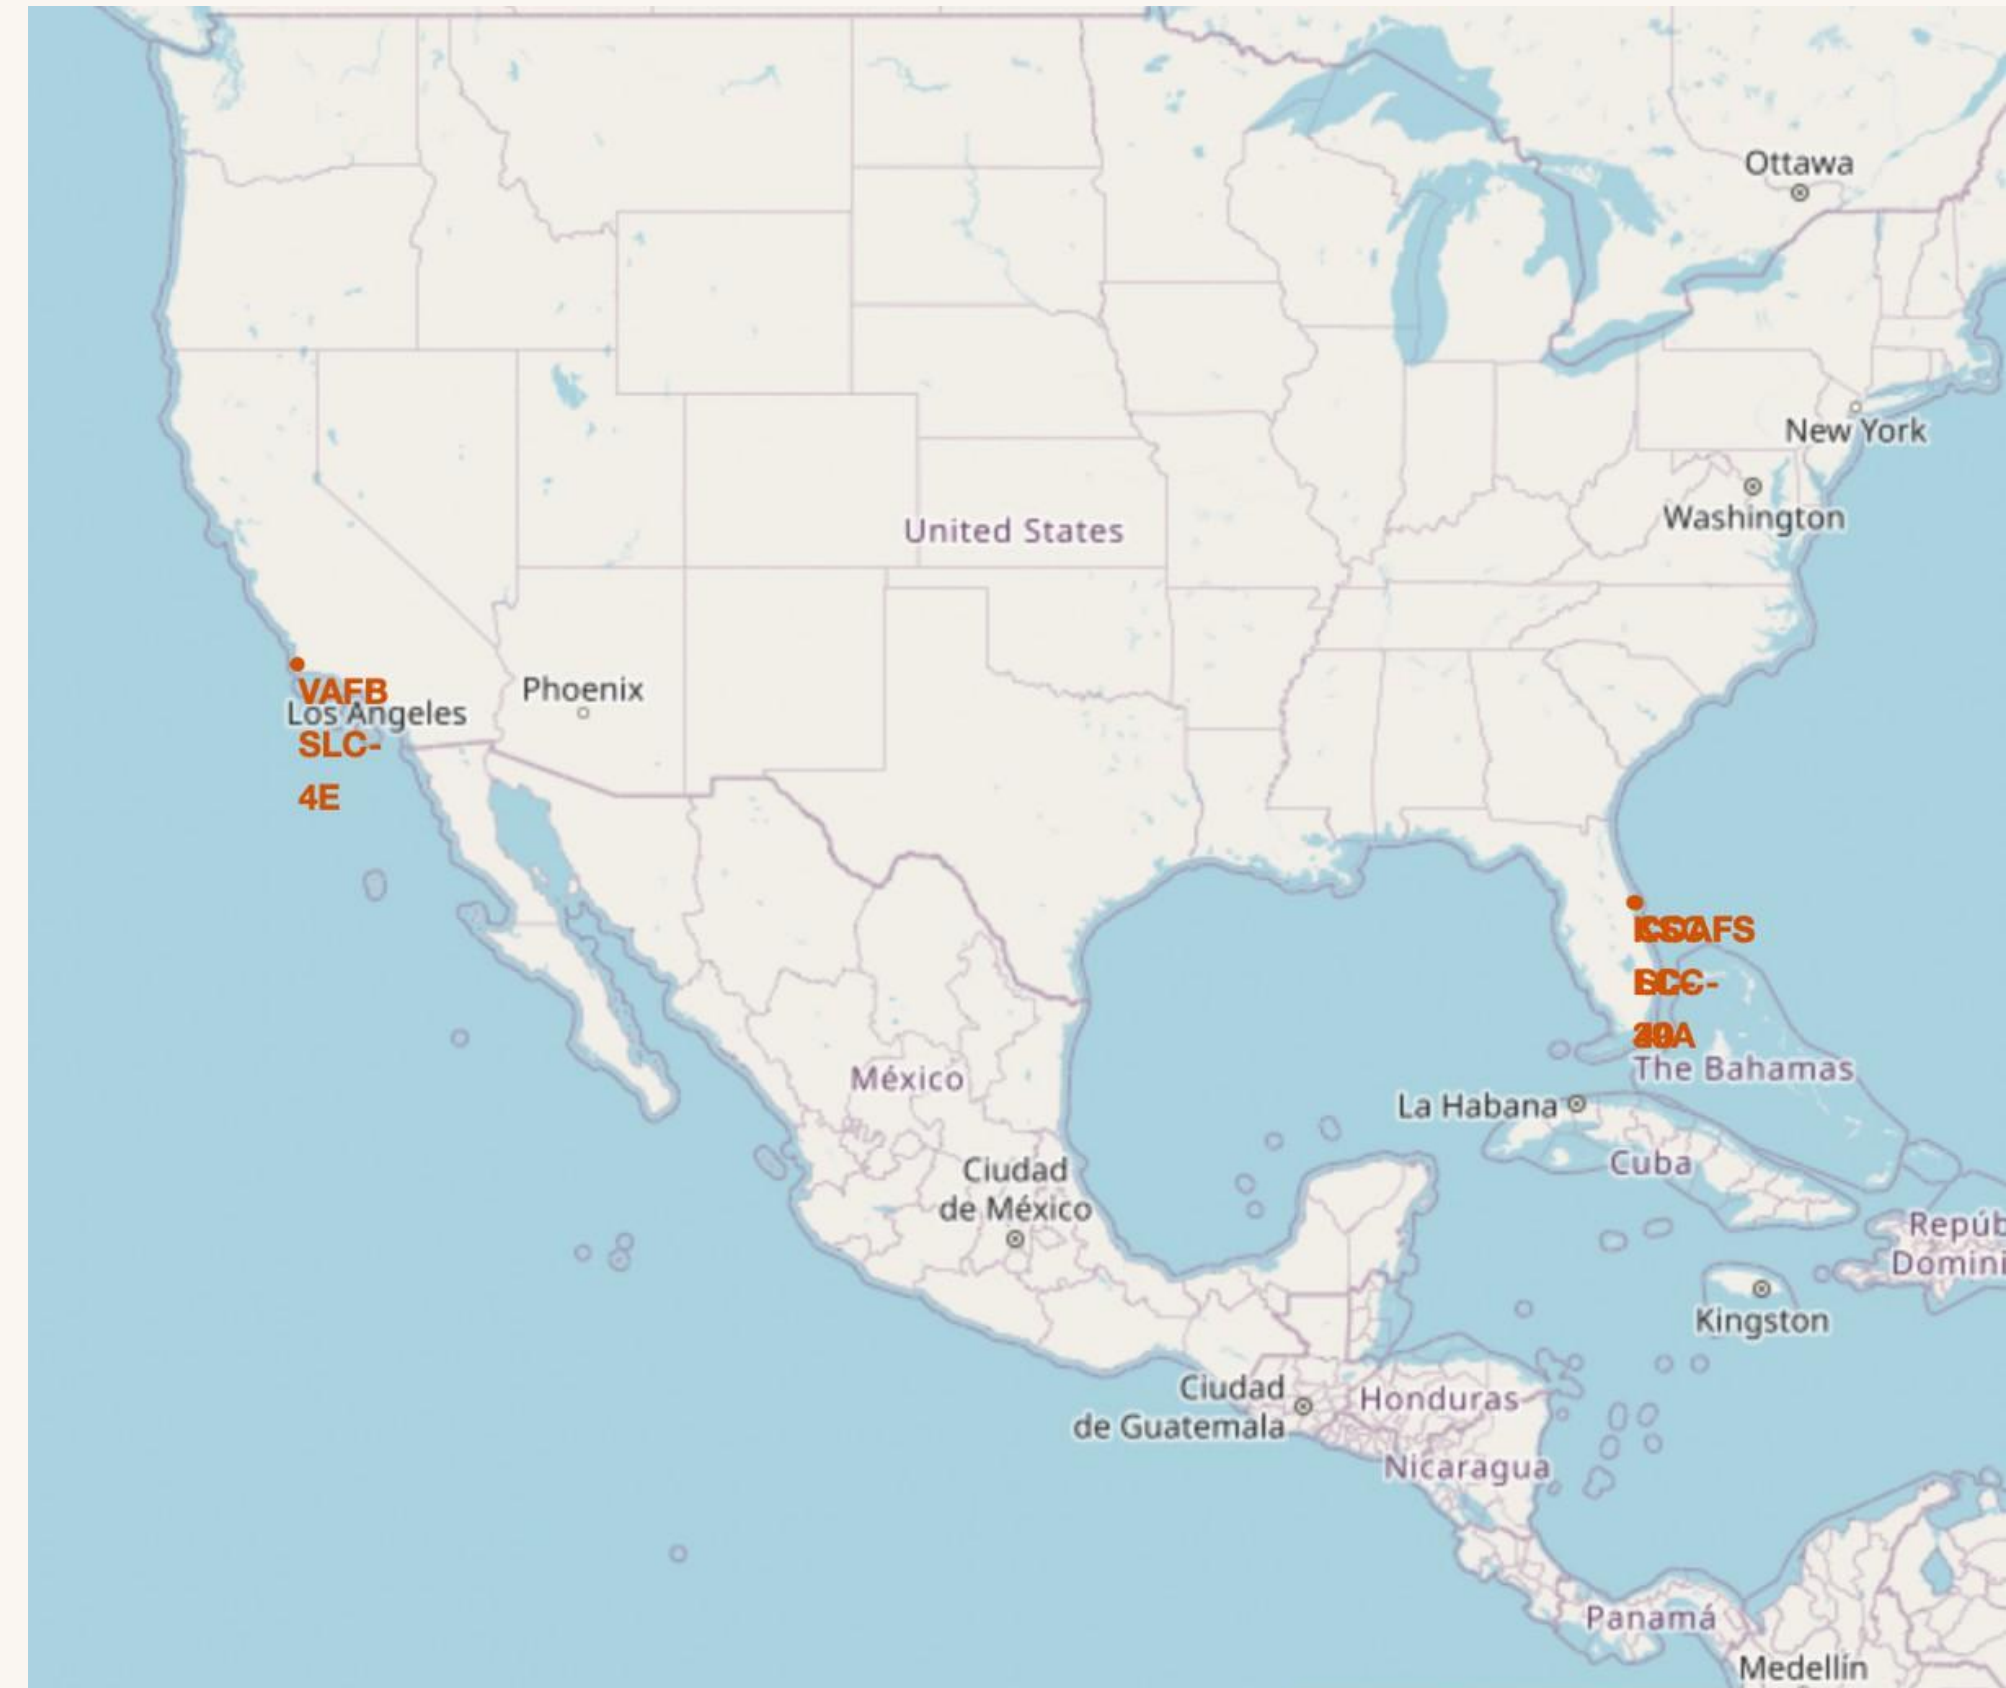 Ottawa
New York
Washington
United States
VAFB
SLC-
4E
Los Angeles
Phoenix
México
The Bahamas
La Habana
Cuba
Ciudad
de México
Repúb
Domini
Kingston
Ciudad
de Guatemala
Honduras
Nicaragua
Panamá
Medellín